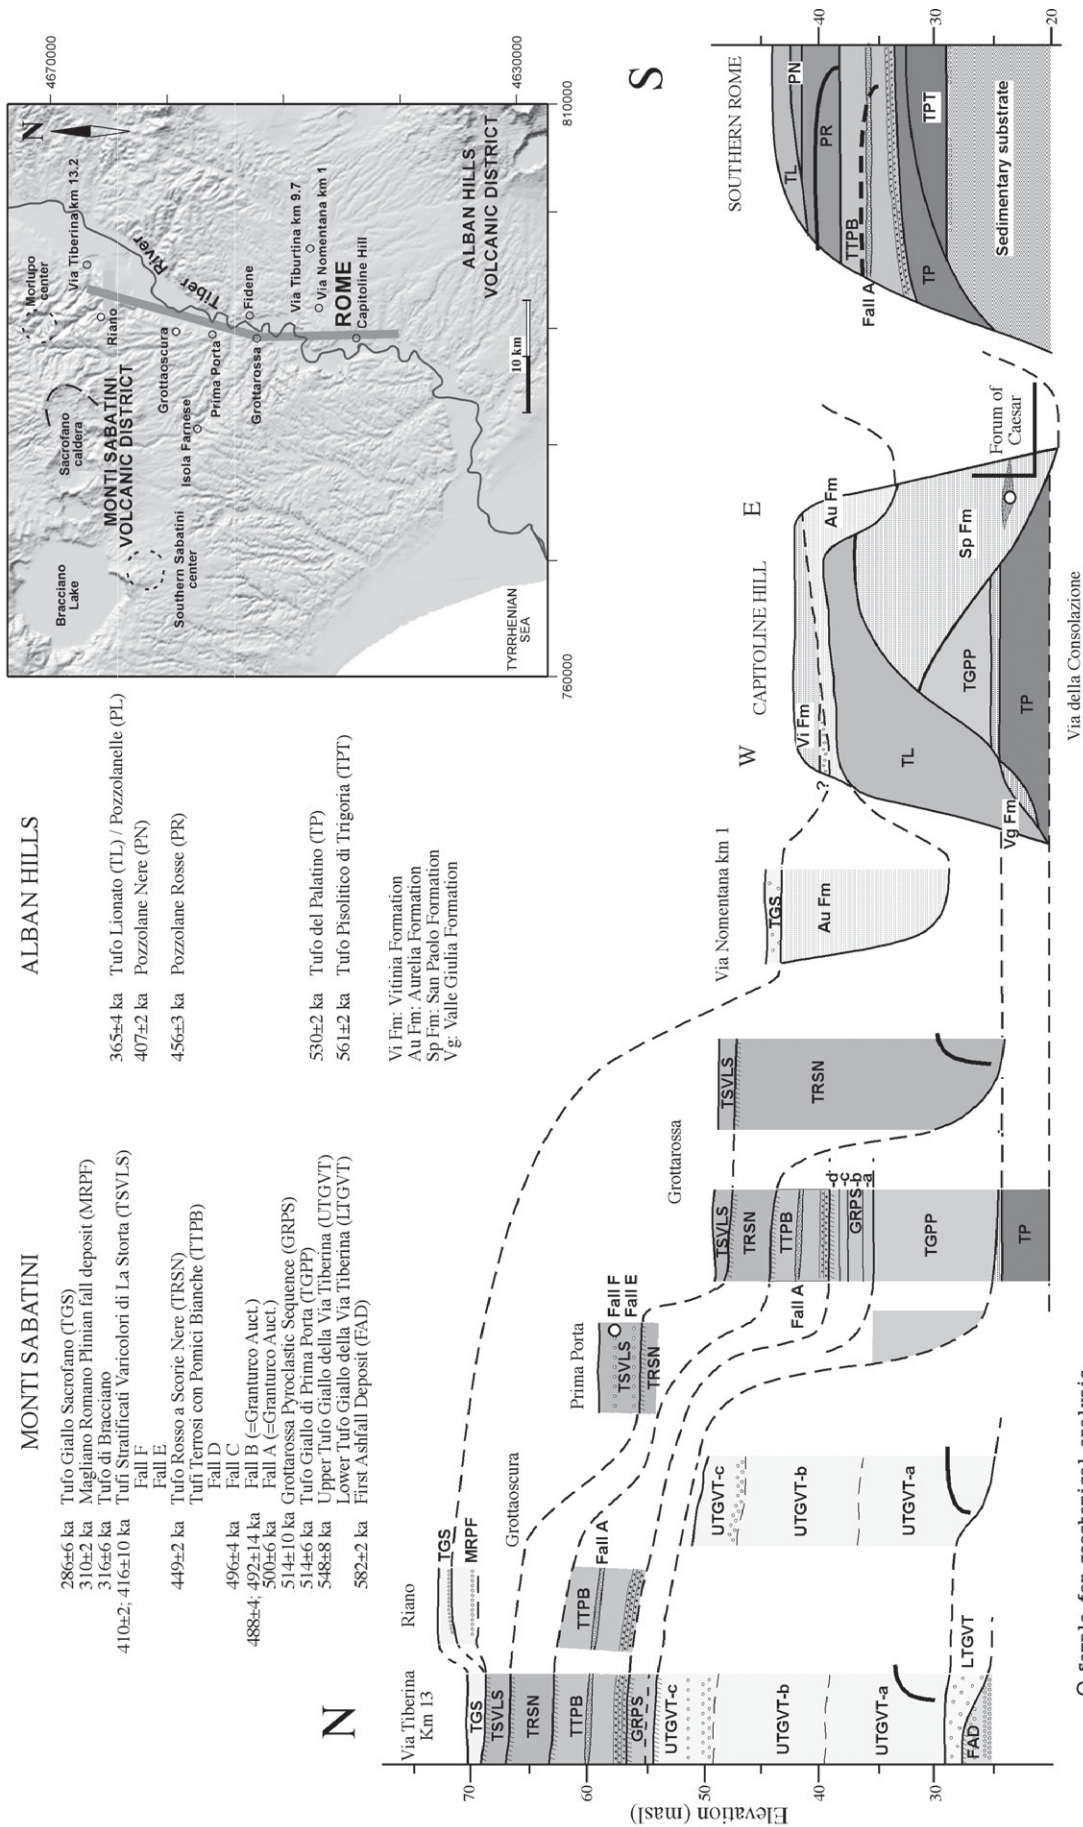 MONTI SABATINI
286±6 ka Tufo Giallo Sacrofano (TGS)
310±2 ka Magliano Romano Plinian fall deposit (MRPF)
316±6 ka Tufo di Bracciano
410±2; 416±10 ka Tufi Stratificati Varicolori di La Storta (TSVLS)
Fall F
Fall E
449±2 ka Tufo Rosso a Scorie Nere (TRSN)
Tufi Terrosi con Pomici Bianche (TTPB)
Fall D
496±4 ka Fall C
488±4; 492±14 ka Fall B (=Granturco Auct.)
500±6 ka Fall A (=Granturco Auct.)
514±10 ka Grottarossa Pyroclastic Sequence (GRPS)
514±6 ka Tufo Giallo di Prima Porta (TGPP)
548±8 ka Upper Tufo Giallo della Via Tiberina (UTGVT)
Lower Tufo Giallo della Via Tiberina (LTGVT)
582±2 ka First Ashfall Deposit (FAD)
ALBAN HILLS
365±4 ka Tufo Lionato (TL) / Pozzolanelle (PL)
407±2 ka Pozzolane Nere (PN)
456±3 ka Pozzolane Rosse (PR)
530±2 ka Tufo del Palatino (TP)
561±2 ka Tufo Pisolitico di Trigoria (TPT)
Vi Fm: Vitinia Formation
Au Fm: Aurelia Formation
Sp Fm: San Paolo Formation
Vg: Valle Giulia Formation
4670000
4630000
760000
810000
N
Bracciano
Lake
Sacrofano
caldera
Morlupo
center
MONTI SABATINI
VOLCANIC DISTRICT
Southern Sabatini
center
Via Tiberina km 13.2
Riano
Grottaoscura
Prima Porta
Isola Farnese
Grottarossa
Fidene
Tiber River
Via Tiburtina km 9.7
Via Nomentana km 1
ROME
Capitoline Hill
ALBAN HILLS
VOLCANIC DISTRICT
TYRRHENIAN
SEA
10 km
N
Via Tiberina
Km 13
Elevation (masl)
70
60
50
40
30
20
TGS
TSVLS
TRSN
TTPB
GRPS
UTGVT-c
UTGVT-b
UTGVT-a
FAD
LTGVT
Riano
TGS
MRPF
TTPB
Fall A
Grottaoscura
UTGVT-c
UTGVT-b
UTGVT-a
Prima Porta
TSVLS
TRSN
Fall F
Fall E
Grottarossa
TSVLS
TRSN
TTPB
Fall A
d
c
GRPS-b
a
TGPP
TP
TSVLS
TRSN
Via Nomentana km 1
TGS
Au Fm
W
CAPITOLINE HILL
E
Vi Fm
?
Au Fm
TL
Sp Fm
TGPP
TP
Vg Fm
Forum of
Caesar
Via della Consolazione
S
SOUTHERN ROME
TL
PN
PR
TTPB
Fall A
TP
TPT
Sedimentary substrate
40
30
20